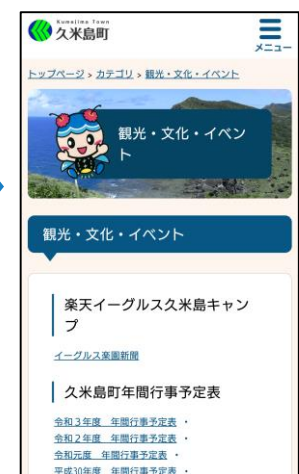 Kumejima Town
久米島町
メニュー
トップページ > カテゴリ > 観光・文化・イベント
観光・文化・イベン
ト
観光・文化・イベント
楽天イーグルス久米島キャン
プ
イーグルス楽園新聞
久米島町年間行事予定表
令和３年度　年間行事予定表 ・
令和２年度　年間行事予定表 ・
令和元度　年間行事予定表 ・
平成30年度　年間行事予定表 ・